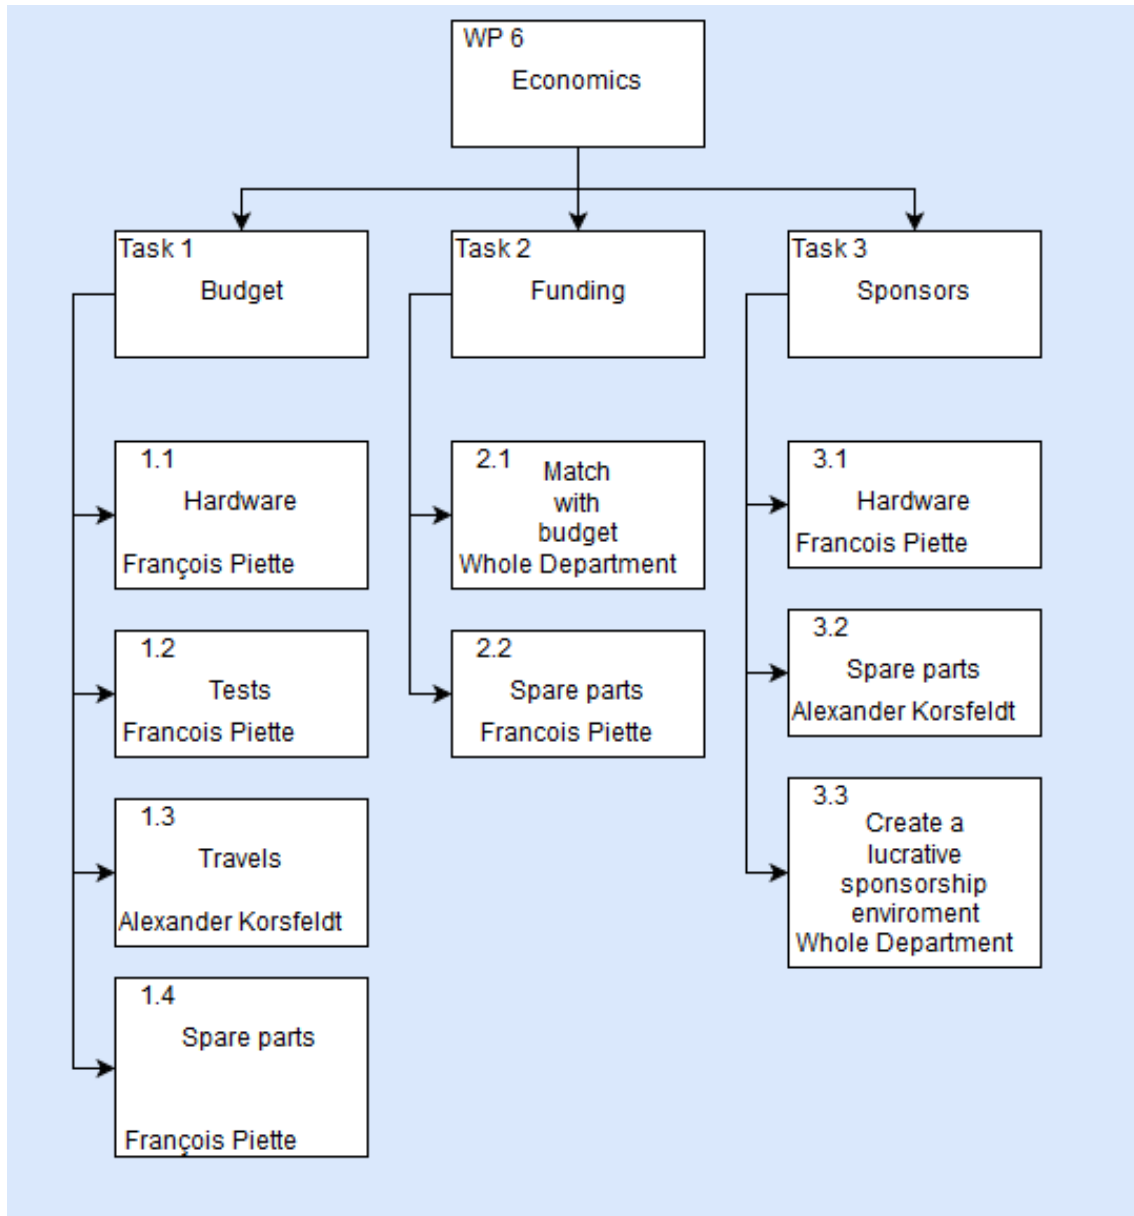 WP 6
Economics
Task 1
Budget
Task 2
Funding
Task 3
Sponsors
1.1
Hardware
François Piette
1.2
Tests
Francois Piette
1.3
Travels
Alexander Korsfeldt
1.4
Spare parts
François Piette
2.1
Match
with
budget
Whole Department
2.2
Spare parts
Francois Piette
3.1
Hardware
Francois Piette
3.2
Spare parts
Alexander Korsfeldt
3.3
Create a
lucrative
sponsorship
enviroment
Whole Department